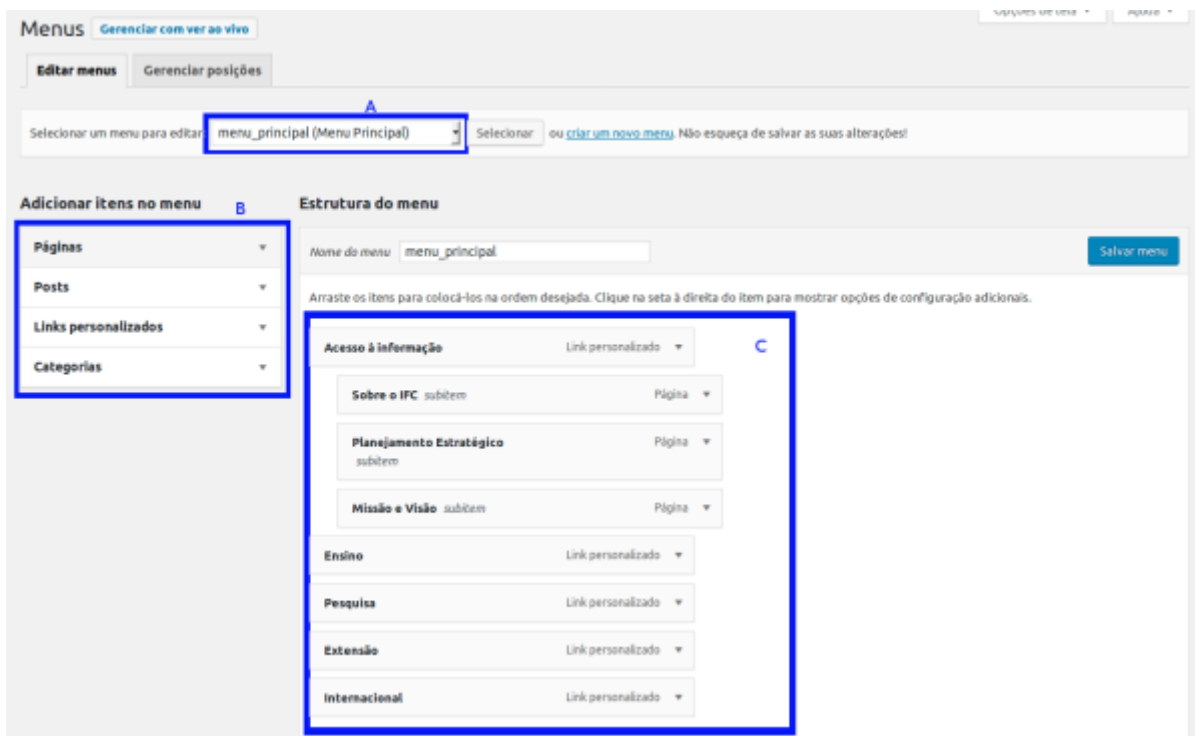 Opções de tela Ajuda
Menus Gerenciar com ver ao vivo
Editar menus Gerenciar posições
A
Selecionar um menu para editar menu_principal (Menu Principal) Selecionar ou criar um novo menu. Não esqueça de salvar as suas alterações!
Adicionar itens no menu B Estrutura do menu
Páginas
Nome do menu menu_principal Salvar menu
Posts
Arraste os itens para colocá-los na ordem desejada. Clique na seta à direita do item para mostrar opções de configuração adicionais.
Links personalizados
Categorias
Acesso à informação Link personalizado C
Sobre o IFC subitem Página
Planejamento Estratégico Página
subitem
Missão e Visão subitem Página
Ensino Link personalizado
Pesquisa Link personalizado
Extensão Link personalizado
Internacional Link personalizado